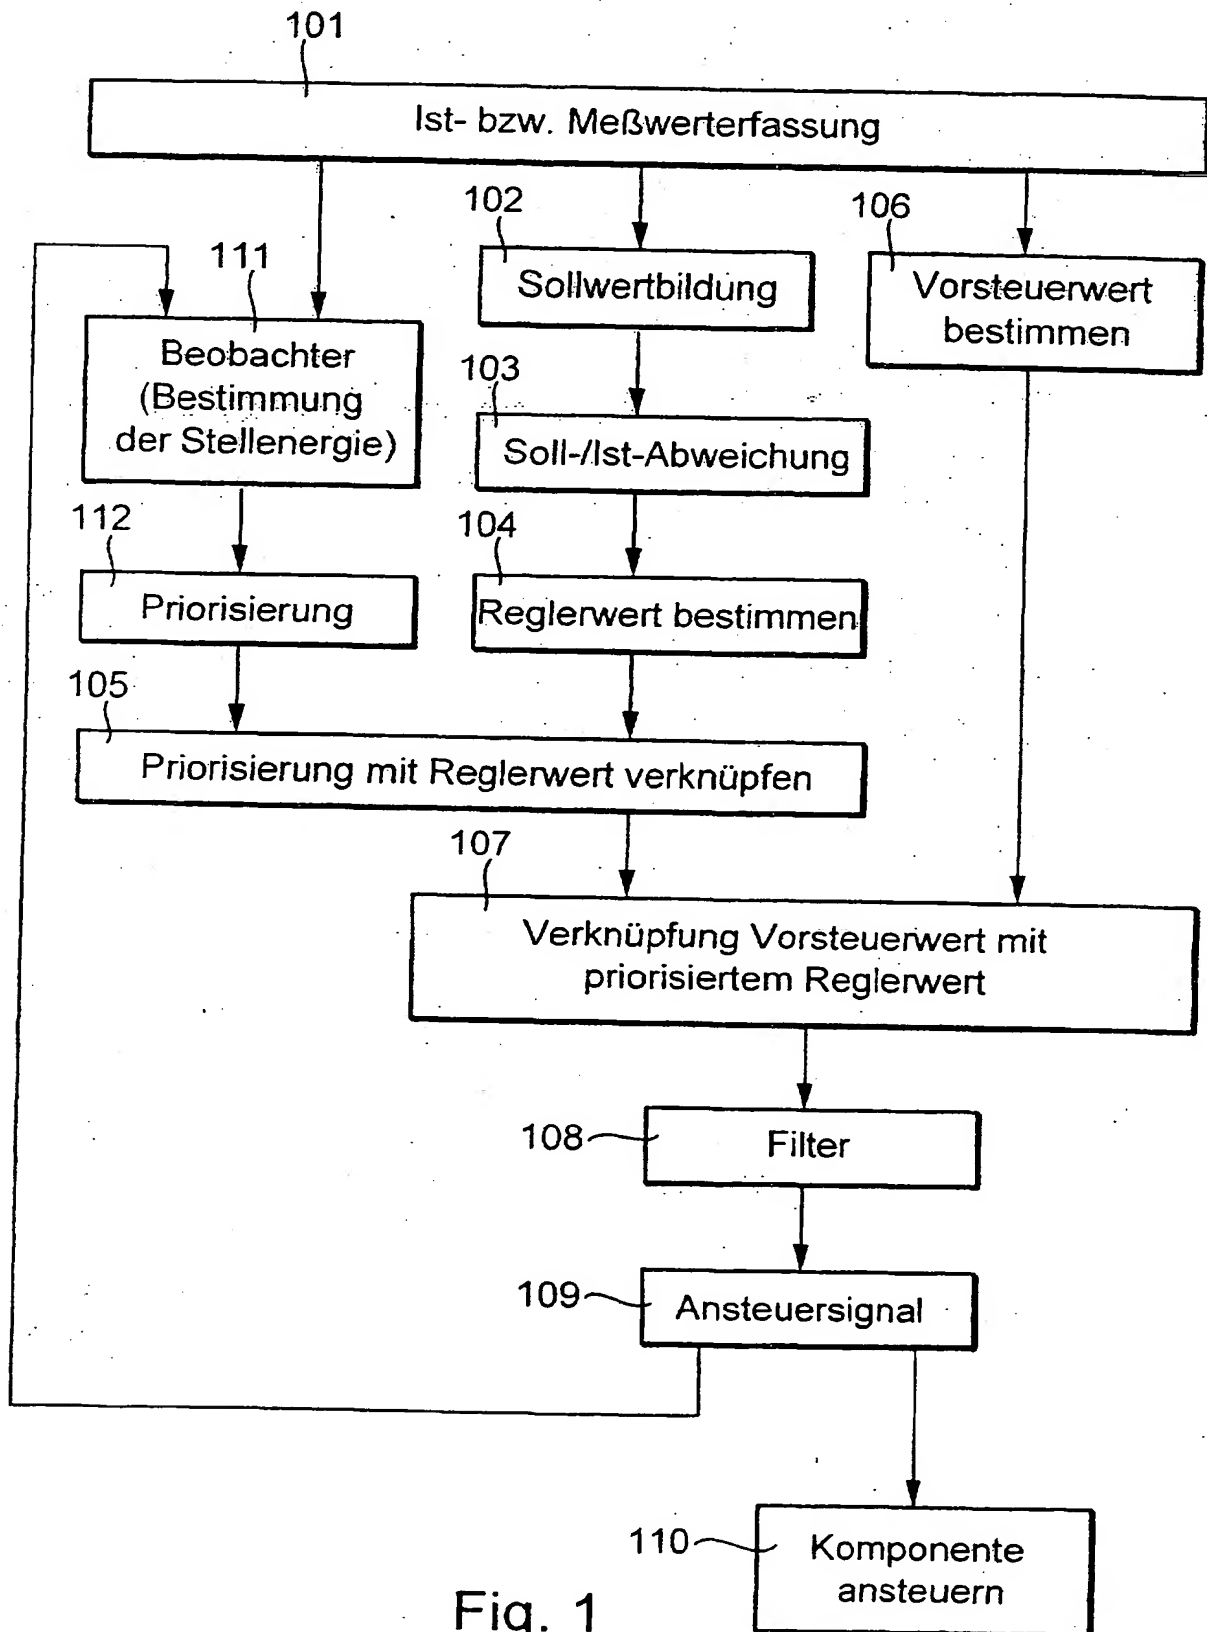 101
Ist- bzw. Meßwerterfassung
102
106
111
Sollwertbildung
Vorsteuerwert
bestimmen
Beobachter
(Bestimmung
der Stellenergie)
103
Soll-/Ist-Abweichung
112
104
Priorisierung
Reglerwert bestimmen
105
Priorisierung mit Reglerwert verknüpfen
107
Verknüpfung Vorsteuerwert mit
priorisiertem Reglerwert
108
Filter
109
Ansteuersignal
110
Komponente
ansteuern
Fig. 1